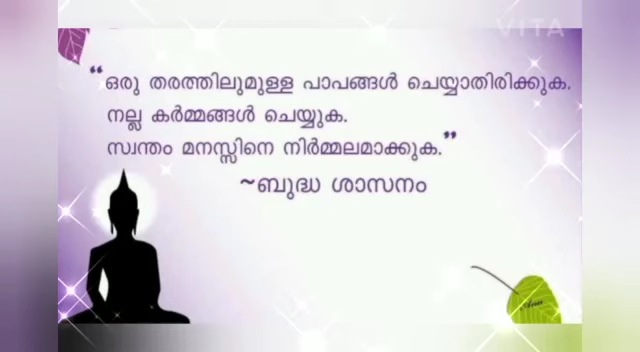 VITA
“ഒരു തരത്തിലുമുള്ള പാപങ്ങൾ ചെയ്യാതിരിക്കുക.
നല്ല കർമ്മങ്ങൾ ചെയ്യുക.
സ്വന്തം മനസ്സിനെ നിർമ്മലമാക്കുക.”
~ബുദ്ധ ശാസനം